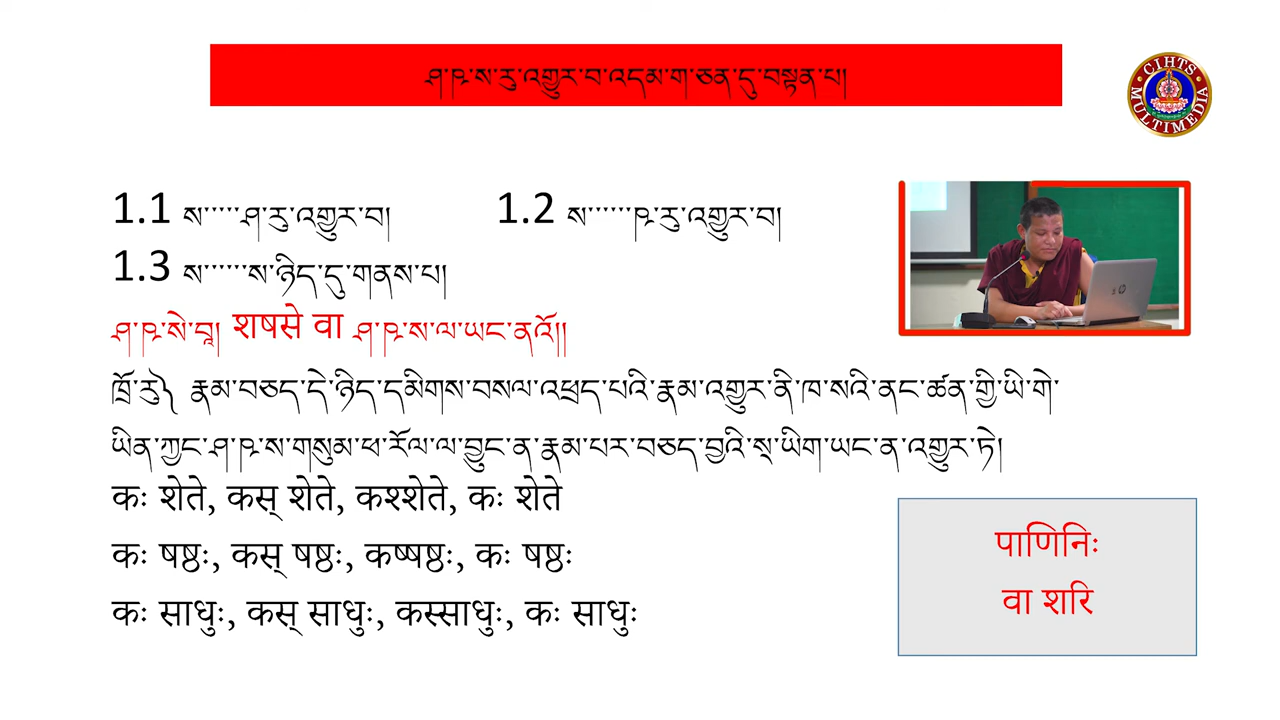 ཤ་ཥ་ས་རུ་འགྱུར་བ་འདམ་ག་ཅན་དུ་བསྟན་པ།
CIHTS MULTIMEDIA
1.1 ས་་་་་ཤ་རུ་འགྱུར་བ། 1.2 ས་་་་་་ཥ་རུ་འགྱུར་བ།
1.3 ས་་་་་་ས་ཉིད་དུ་གནས་པ།
ཤ་ཥ་སེ་བཱ། शषसे वा ཤ་ཥ་ས་ལ་ཡང་ནའོ།།
ཁྲོ་རུ༽ རྣམ་བཅད་དེ་ཉིད་དམིགས་བསལ་འཕྲད་པའི་རྣམ་འགྱུར་ནི་ཁ་སའི་ནང་ཚན་གྱི་ཡི་གེ་
ཡིན་ཀྱང་ཤ་ཥ་ས་གསུམ་ཕ་རོལ་ལ་བྱུང་ན་རྣམ་པར་བཅད་བྱའི་ས྄་ཡིག་ཡང་ན་འགྱུར་ཏེ།
कः शेते, कस् शेते, कश्शेते, कः शेते
कः षष्ठः, कस् षष्ठः, कष्षष्ठः, कः षष्ठः
कः साधुः, कस् साधुः, कस्साधुः, कः साधुः
पाणिनिः
वा शरि